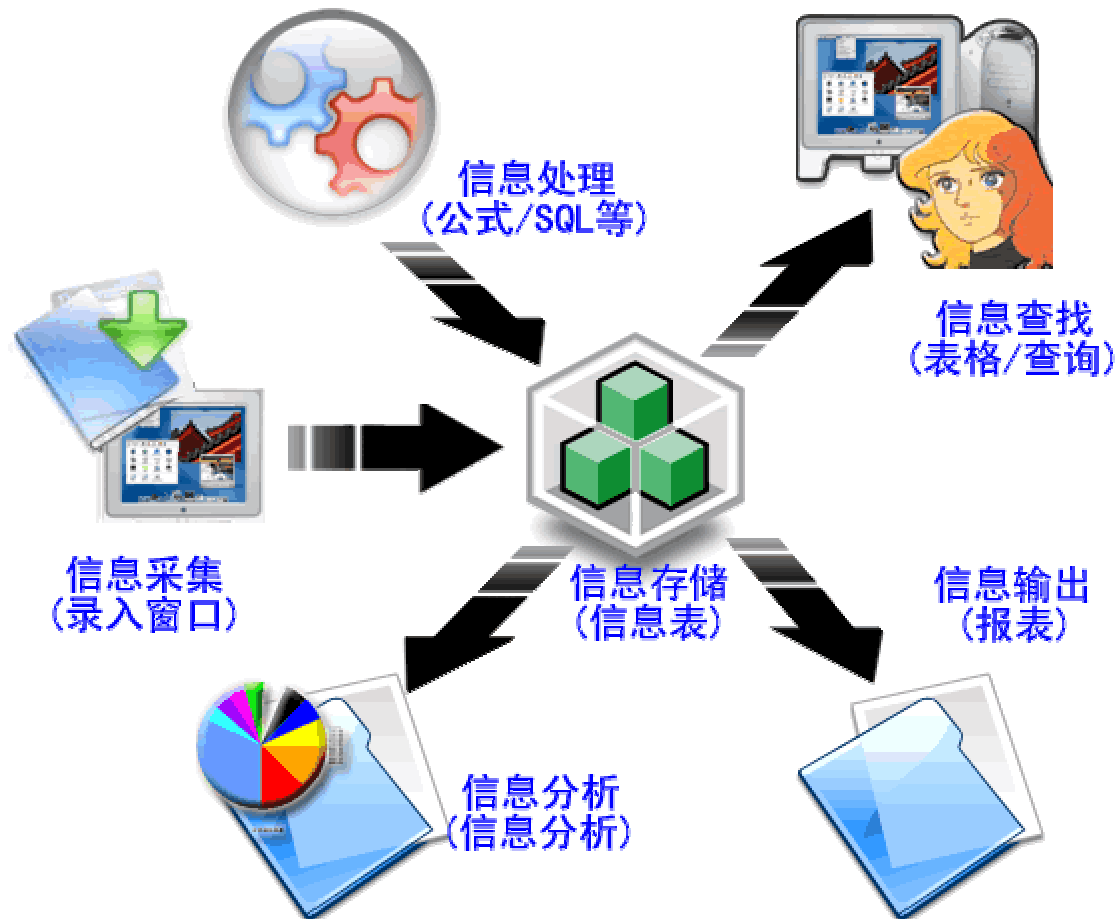 信息处理
(公式/SQL等)
信息查找
(表格/查询)
信息采集
(录入窗口)
信息存储
(信息表)
信息输出
(报表)
信息分析
(信息分析)